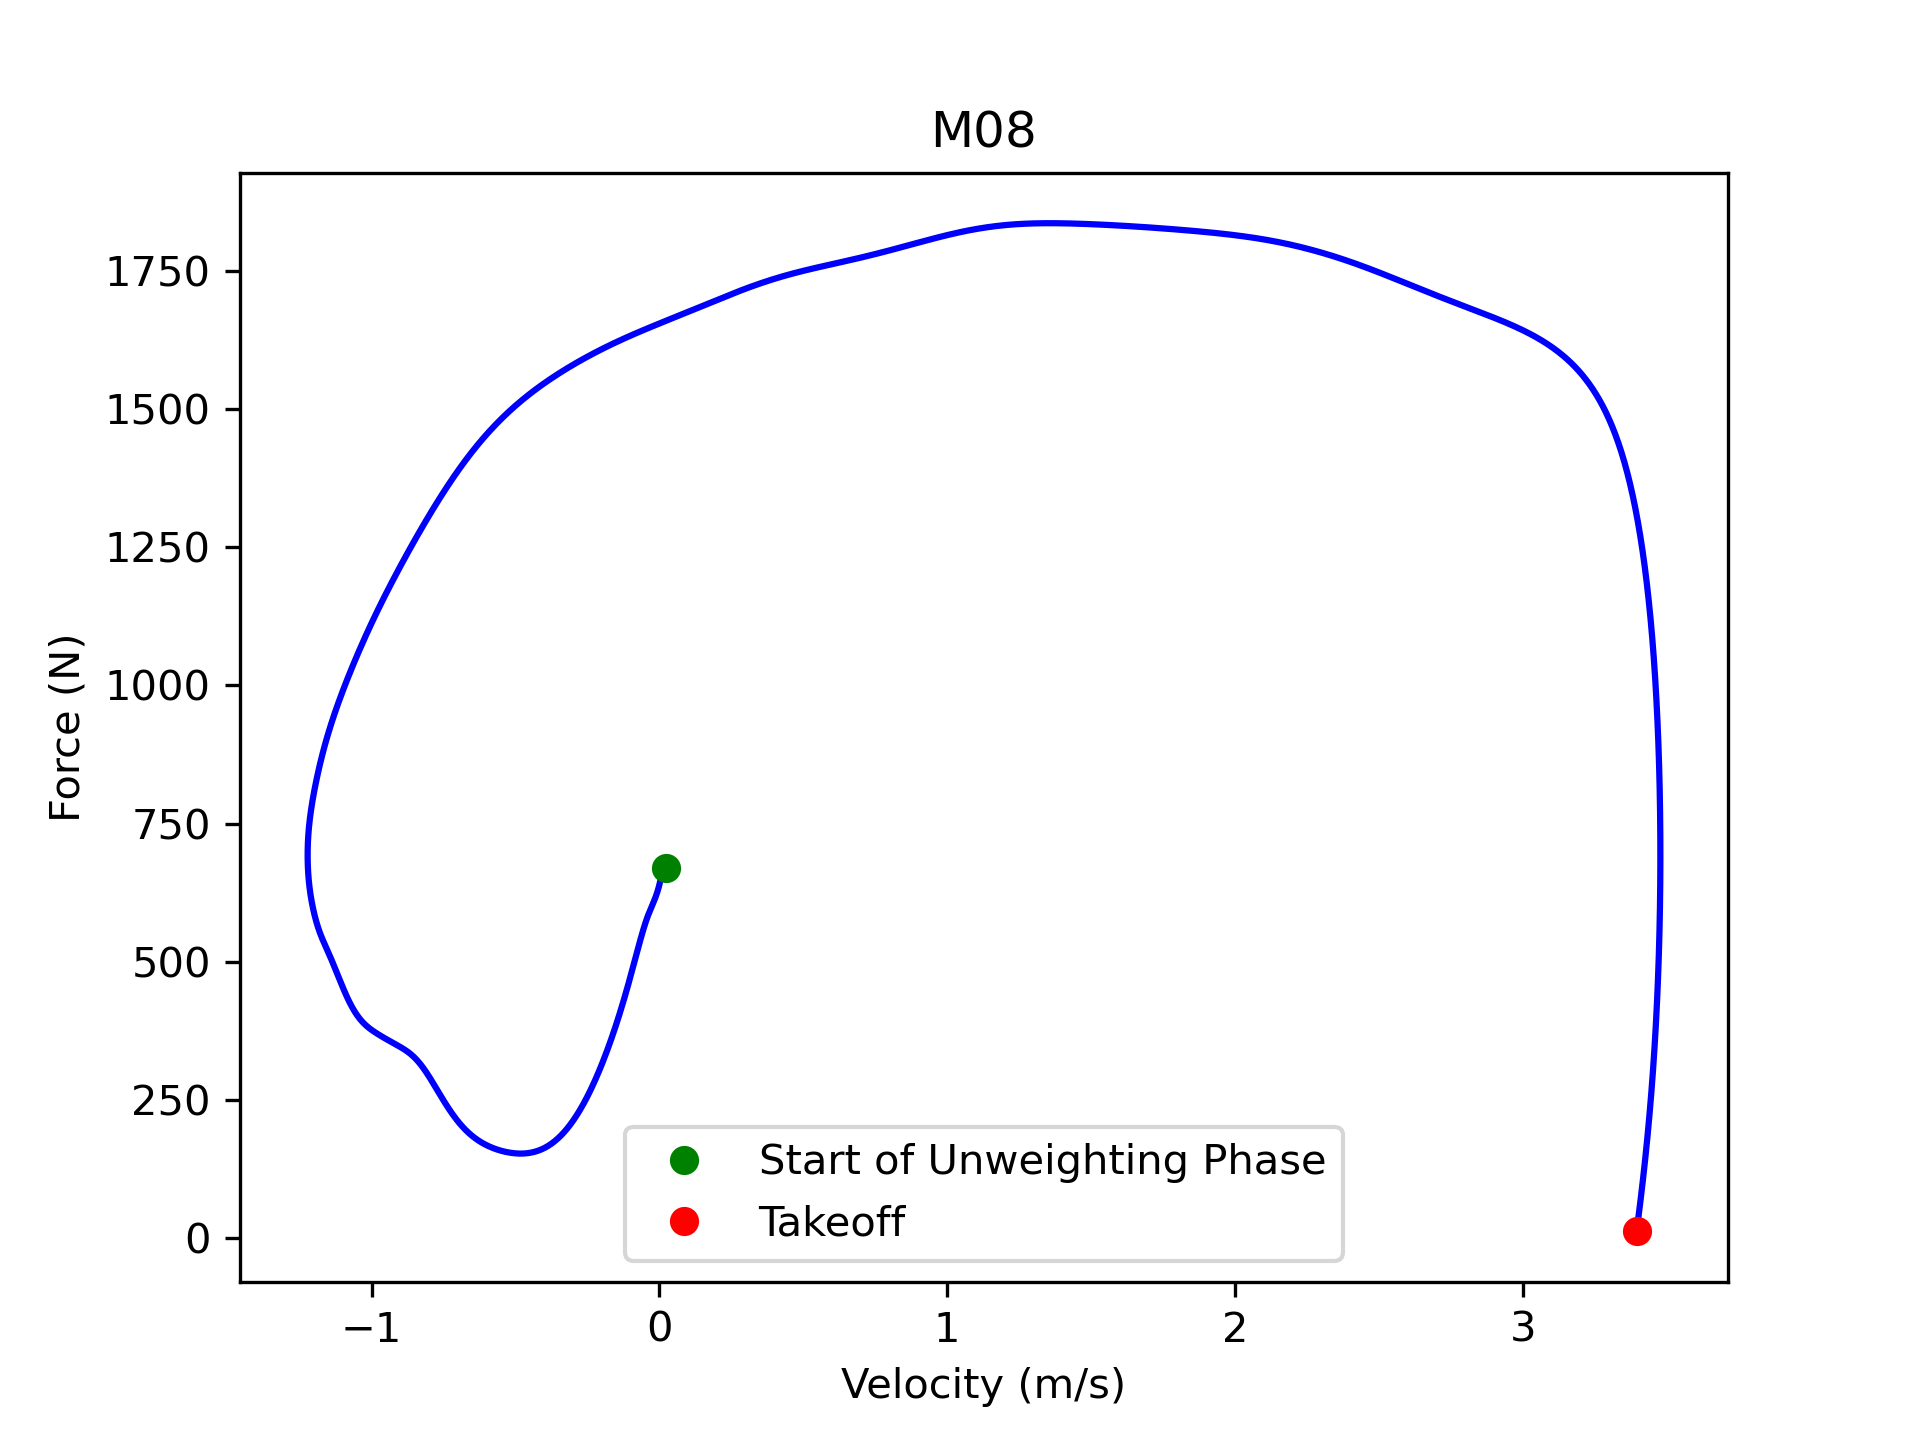 M08
Force (N)
1750
1500
1250
1000
750
500
250
0
−1
0
1
2
3
Velocity (m/s)
Start of Unweighting Phase
Takeoff